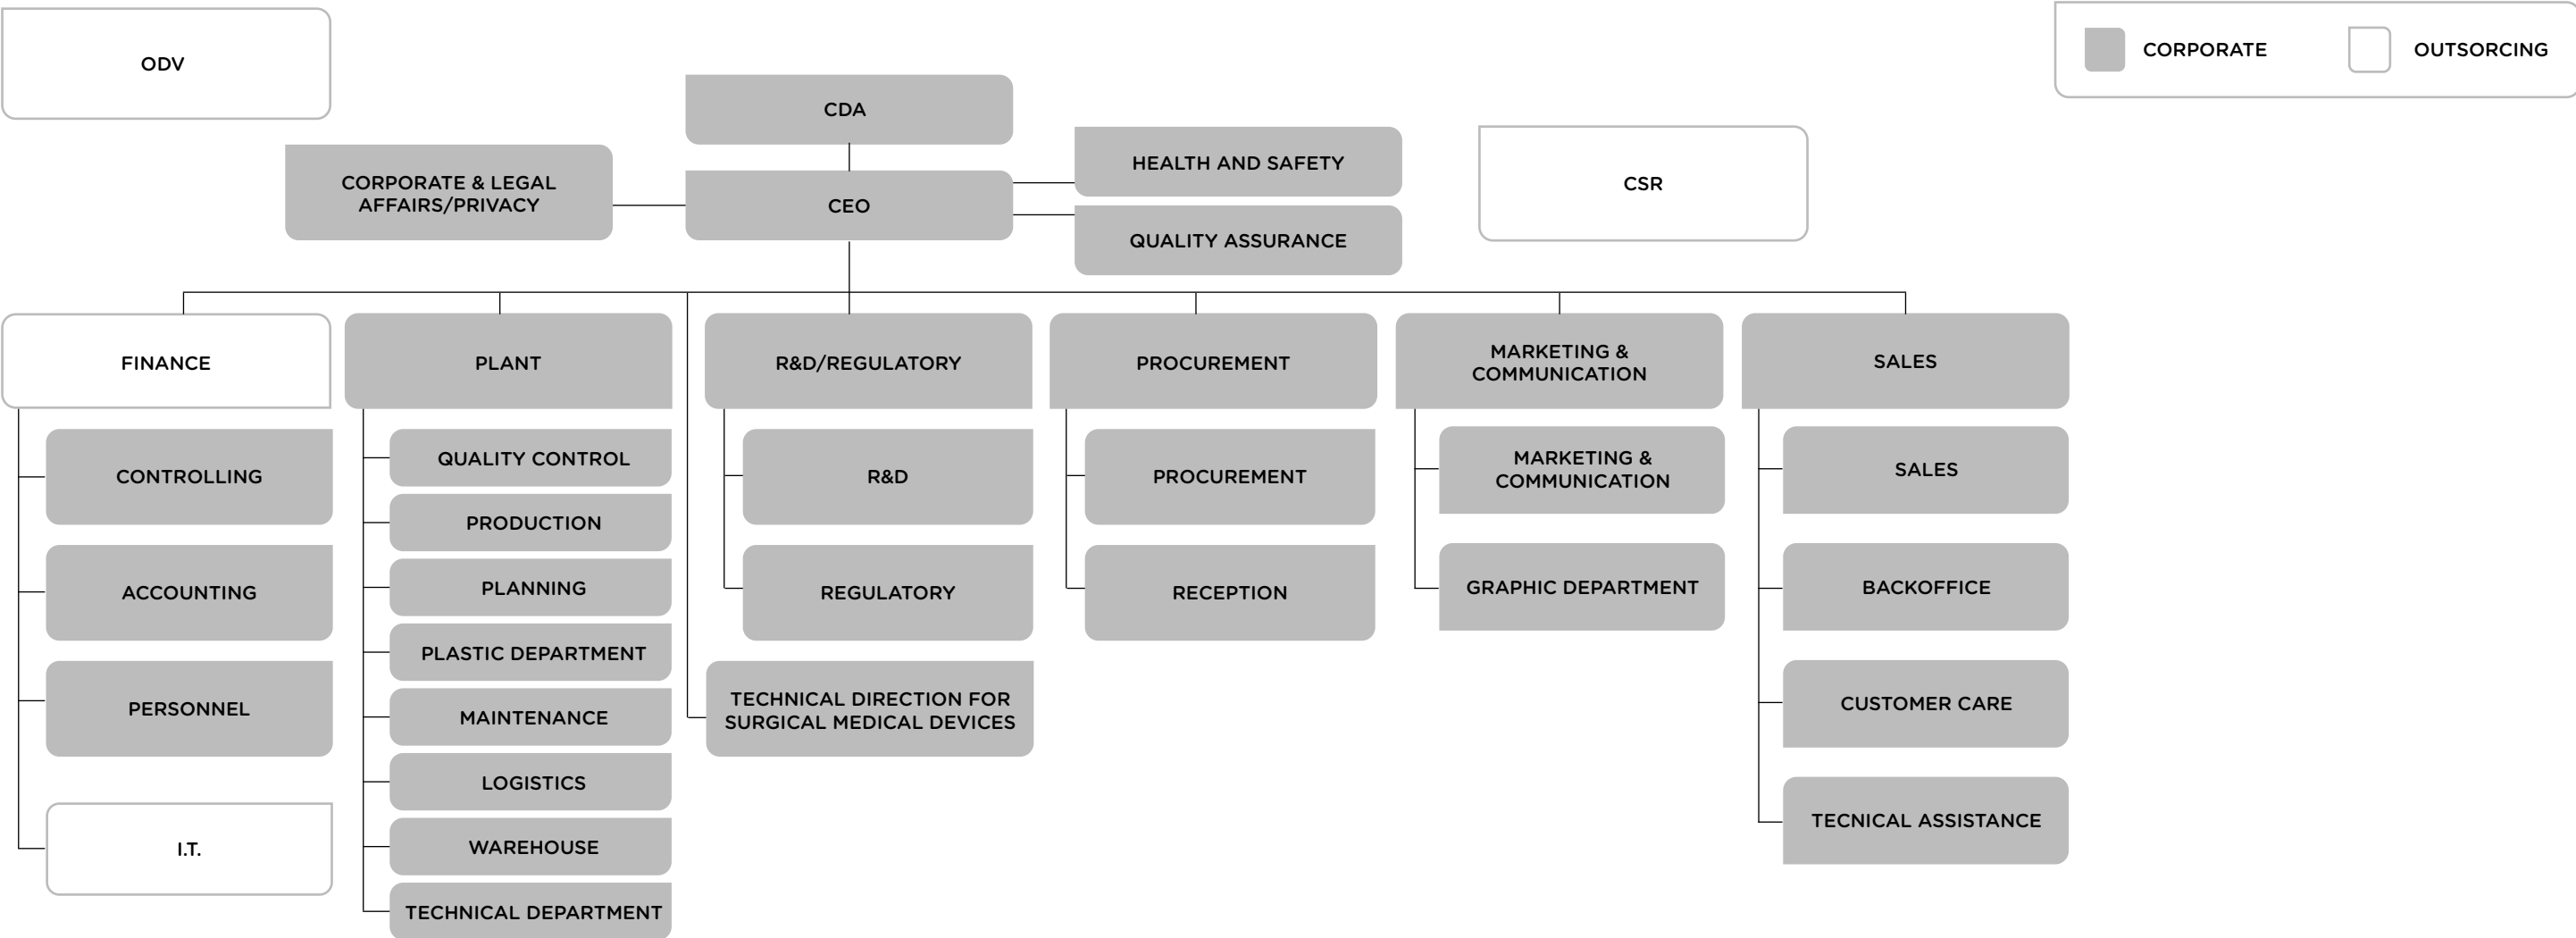 ODV
CORPORATE
OUTSORCING
CDA
CORPORATE & LEGAL
AFFAIRS/PRIVACY
CEO
HEALTH AND SAFETY
QUALITY ASSURANCE
CSR
FINANCE
CONTROLLING
ACCOUNTING
PERSONNEL
I.T.
PLANT
QUALITY CONTROL
PRODUCTION
PLANNING
PLASTIC DEPARTMENT
MAINTENANCE
LOGISTICS
WAREHOUSE
TECHNICAL DEPARTMENT
R&D/REGULATORY
R&D
REGULATORY
TECHNICAL DIRECTION FOR
SURGICAL MEDICAL DEVICES
PROCUREMENT
PROCUREMENT
RECEPTION
MARKETING &
COMMUNICATION
MARKETING &
COMMUNICATION
GRAPHIC DEPARTMENT
SALES
SALES
BACKOFFICE
CUSTOMER CARE
TECNICAL ASSISTANCE